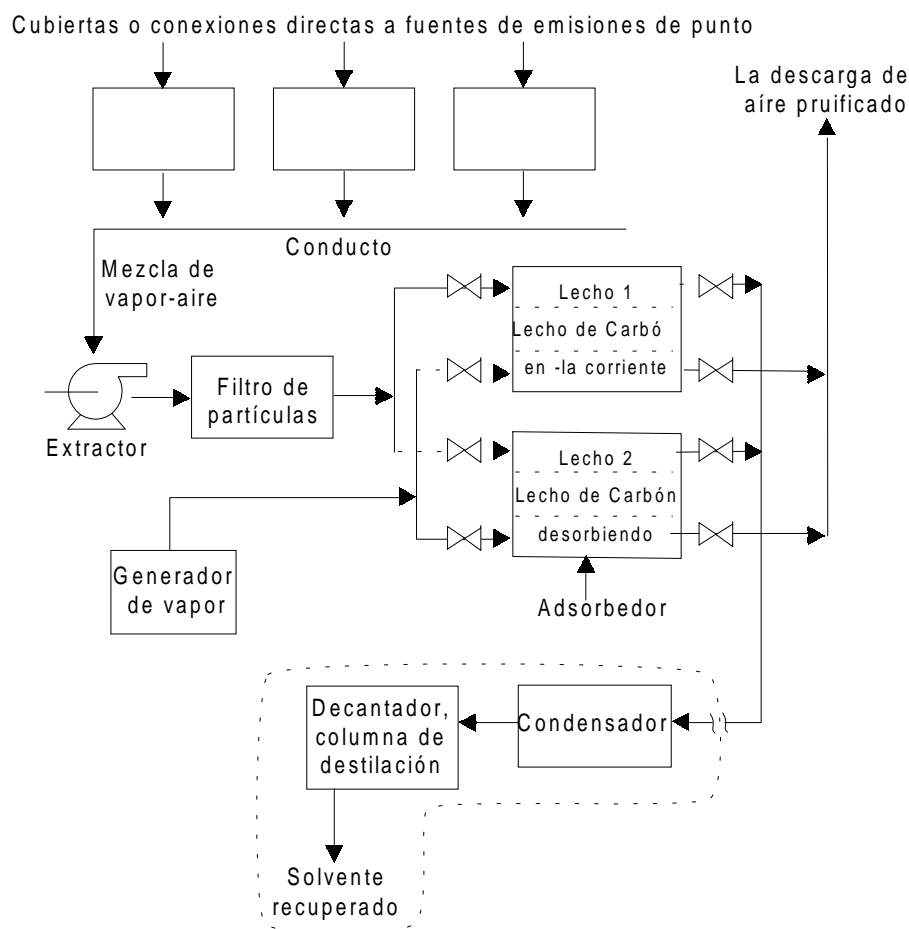 Cubiertas o conexiones directas a fuentes de emisiones de punto
La descarga de
aíre pruificado
Conducto
Mezcla de
vapor-aire
Lecho 1
Lecho de Carbó
en -la corriente
Filtro de
partículas
Extractor
Lecho 2
Lecho de Carbón
desorbiendo
Generador
de vapor
Adsorbedor
Decantador,
columna de
destilación
Condensador
Solvente
recuperado